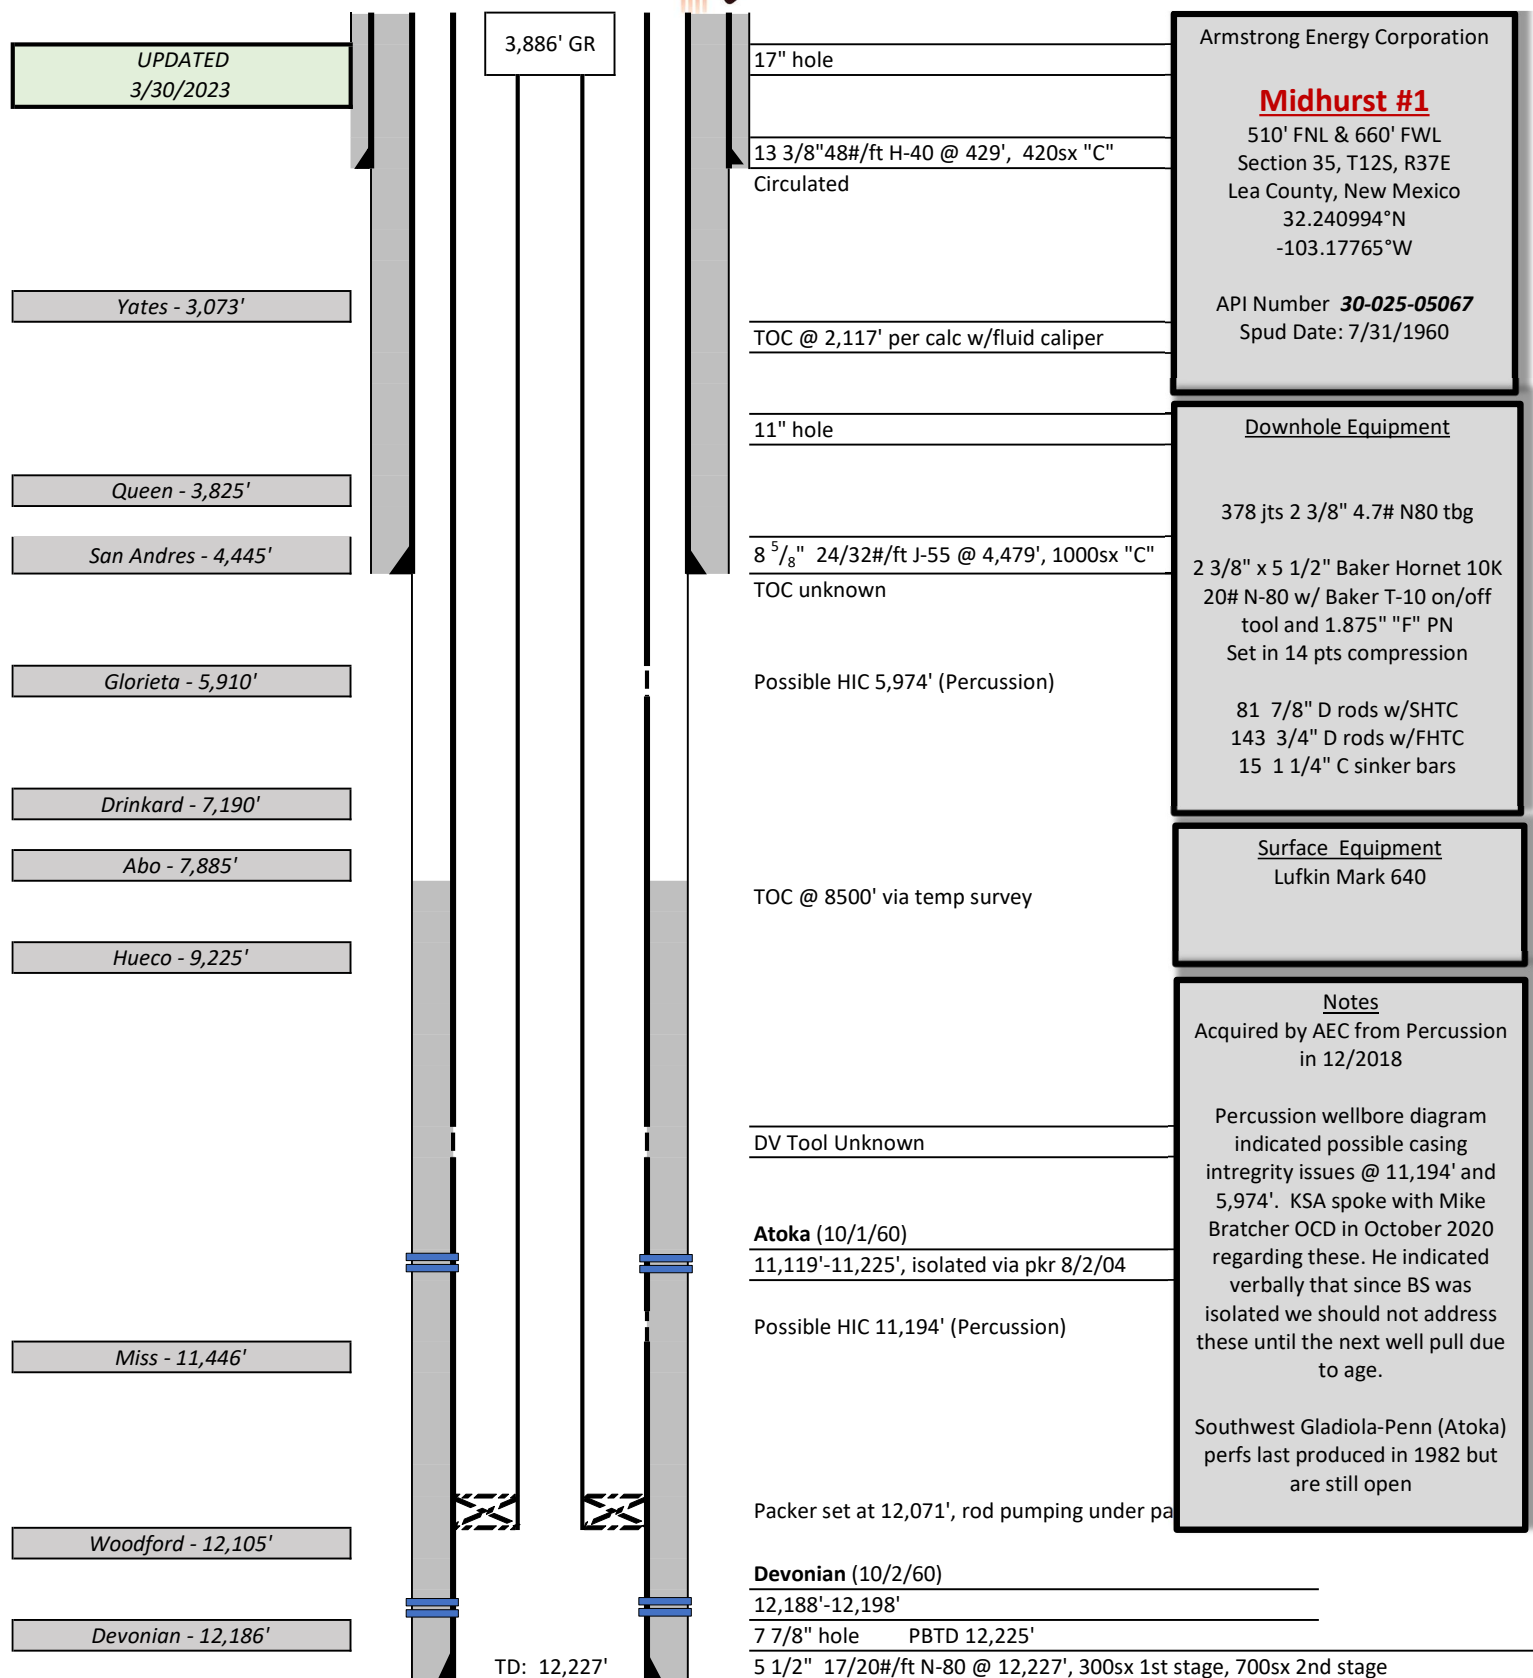 3,886' GR
UPDATED
3/30/2023
Yates - 3,073'
Queen - 3,825'
San Andres - 4,445'
Glorieta - 5,910'
Drinkard - 7,190'
Abo - 7,885'
Hueco - 9,225'
Miss - 11,446'
Woodford - 12,105'
Devonian - 12,186'
TD: 12,227'
17" hole
13 3/8"48#/ft H-40 @ 429', 420sx "C"
Circulated
TOC @ 2,117' per calc w/fluid caliper
11" hole
8 5/8" 24/32#/ft J-55 @ 4,479', 1000sx "C"
TOC unknown
Possible HIC 5,974' (Percussion)
TOC @ 8500' via temp survey
DV Tool Unknown
Atoka (10/1/60)
11,119'-11,225', isolated via pkr 8/2/04
Possible HIC 11,194' (Percussion)
Packer set at 12,071', rod pumping under pa
Devonian (10/2/60)
12,188'-12,198'
7 7/8" hole PBTD 12,225'
5 1/2" 17/20#/ft N-80 @ 12,227', 300sx 1st stage, 700sx 2nd stage
Armstrong Energy Corporation
Midhurst #1
510' FNL & 660' FWL
Section 35, T12S, R37E
Lea County, New Mexico
32.240994°N
-103.17765°W
API Number 30-025-05067
Spud Date: 7/31/1960
Downhole Equipment
378 jts 2 3/8" 4.7# N80 tbg
2 3/8" x 5 1/2" Baker Hornet 10K
20# N-80 w/ Baker T-10 on/off
tool and 1.875" "F" PN
Set in 14 pts compression
81 7/8" D rods w/SHTC
143 3/4" D rods w/FHTC
15 1 1/4" C sinker bars
Surface Equipment
Lufkin Mark 640
Notes
Acquired by AEC from Percussion
in 12/2018
Percussion wellbore diagram
indicated possible casing
intregrity issues @ 11,194' and
5,974'. KSA spoke with Mike
Bratcher OCD in October 2020
regarding these. He indicated
verbally that since BS was
isolated we should not address
these until the next well pull due
to age.
Southwest Gladiola-Penn (Atoka)
perfs last produced in 1982 but
are still open